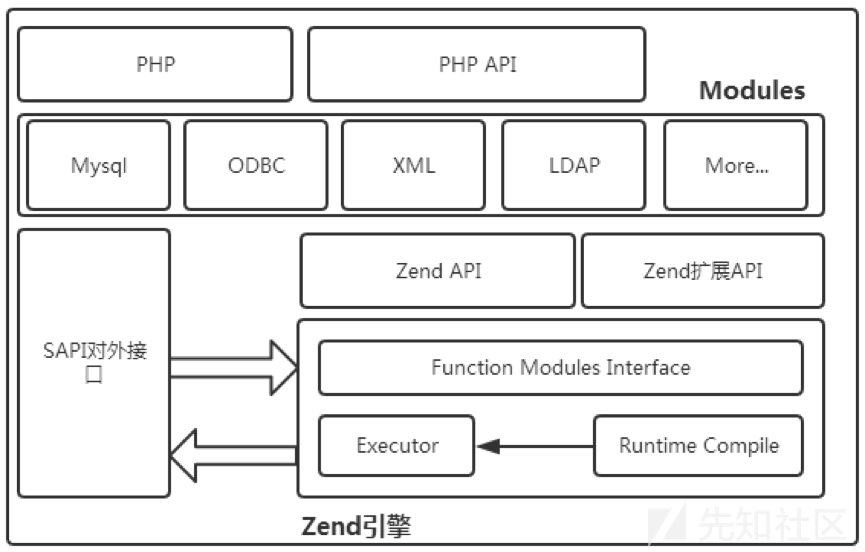 PHP
PHP API
Modules
Mysql
ODBC
XML
LDAP
More...
Zend API
Zend扩展API
SAPI对外接
口
Function Modules Interface
Executor
Runtime Compile
Zend引擎
先知社区